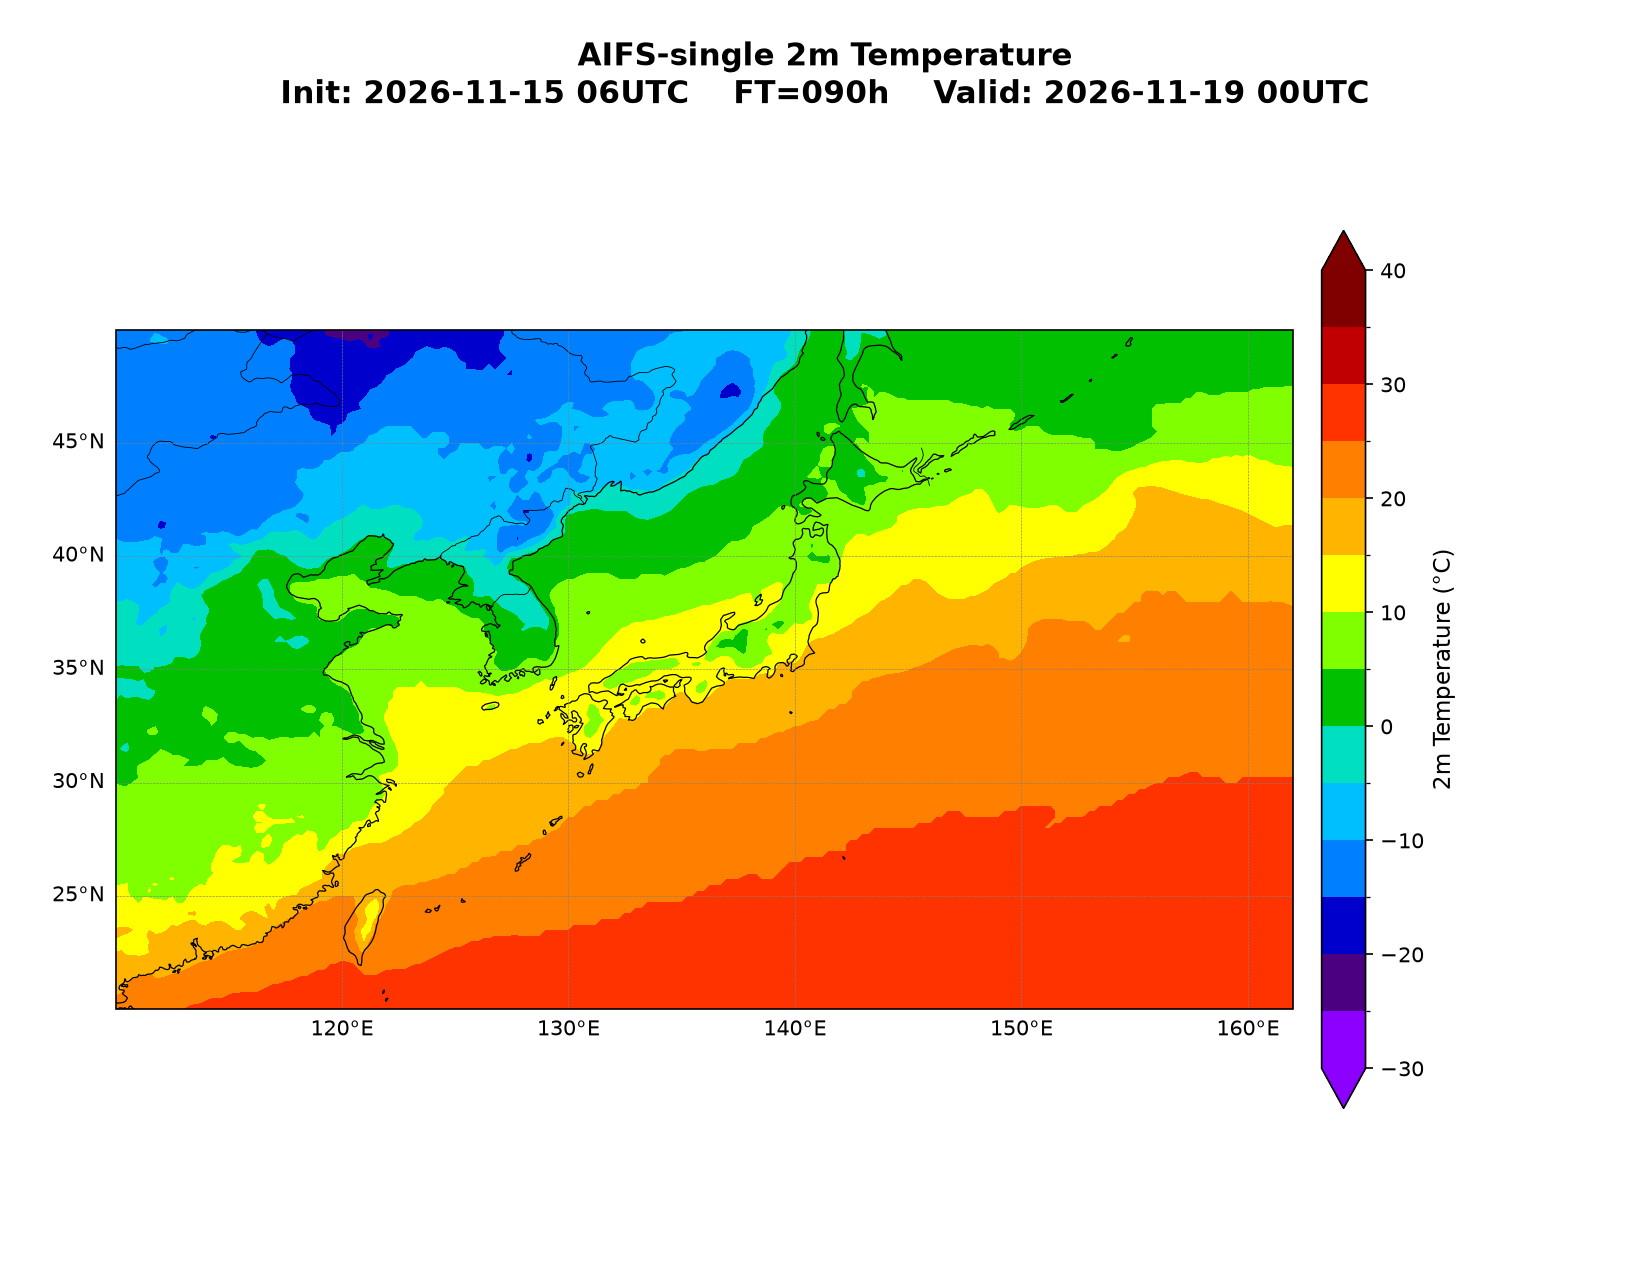 AIFS-single 2m Temperature
Init: 2026-11-15 06UTC    FT=090h    Valid: 2026-11-19 00UTC
45°N
40°N
35°N
30°N
25°N
120°E
130°E
140°E
150°E
160°E
40
30
20
10
0
−10
−20
−30
2m Temperature (°C)